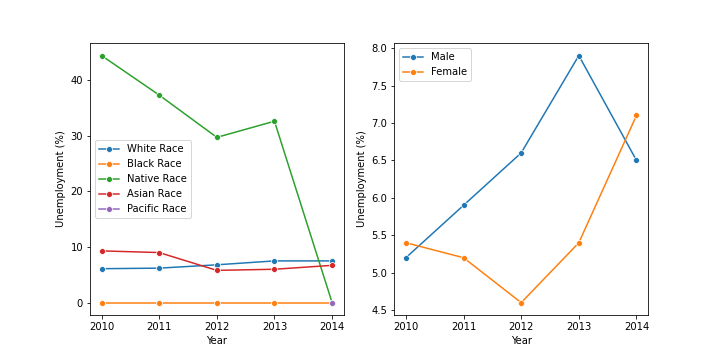 40
30
20
10
0
Unemployment (%)
White Race
Black Race
Native Race
Asian Race
Pacific Race
2010 2011 2012 2013 2014
Year
8.0
7.5
7.0
6.5
6.0
5.5
5.0
4.5
Unemployment (%)
Male
Female
2010 2011 2012 2013 2014
Year